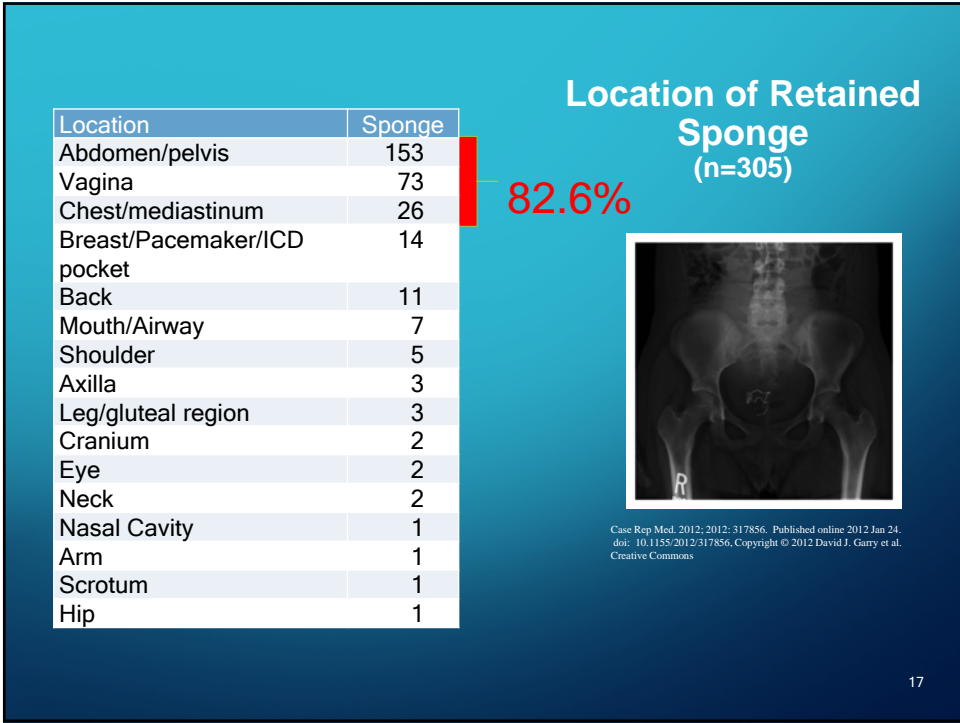 Location of Retained
Sponge
(n=305)
Location Sponge
Abdomen/pelvis 153
Vagina 73
Chest/mediastinum 26
Breast/Pacemaker/ICD 14
pocket
Back 11
Mouth/Airway 7
Shoulder 5
Axilla 3
Leg/gluteal region 3
Cranium 2
Eye 2
Neck 2
Nasal Cavity 1
Arm 1
Scrotum 1
Hip 1
82.6%
R
Case Rep Med. 2012; 2012: 317856. Published online 2012 Jan 24.
doi: 10.1155/2012/317856, Copyright © 2012 David J. Garry et al.
Creative Commons
17